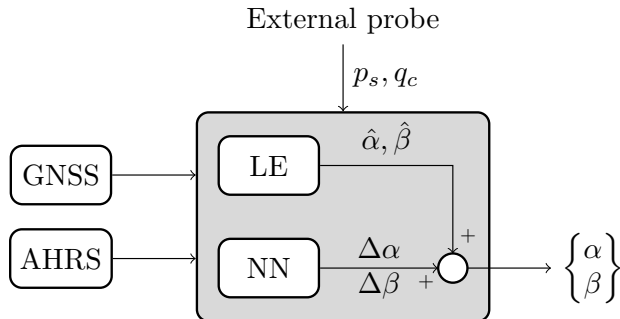 External probe
p_s, q_c
α̂, β̂
LE
GNSS
+
AHRS
NN
Δα
Δβ
+
{α
β}